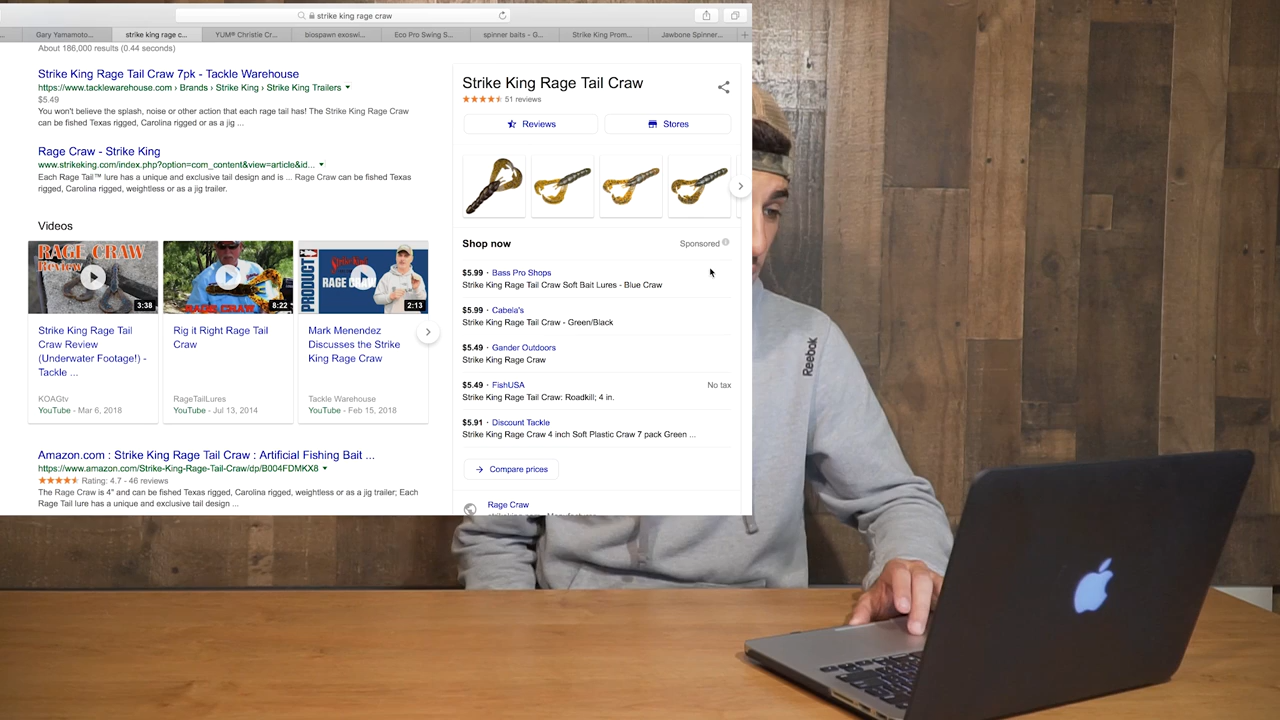 strike king rage craw
Gary Yamamoto...
strike king rage c...
YUM® Christie Cr...
biospawn exoswi...
Eco Pro Swing S...
spinner baits - G...
Strike King Prom...
Jawbone Spinner...
About 186,000 results (0.44 seconds)
Strike King Rage Tail Craw 7pk - Tackle Warehouse
https://www.tacklewarehouse.com › Brands › Strike King › Strike King Trailers
$5.49
You won't believe the splash, noise or other action that each rage tail has! The Strike King Rage Craw
can be fished Texas rigged, Carolina rigged or as a jig ...
Rage Craw - Strike King
www.strikeking.com/index.php?option=com_content&view=article&id...
Each Rage Tail™ lure has a unique and exclusive tail design and is ... Rage Craw can be fished Texas
rigged, Carolina rigged, weightless or as a jig trailer.
Videos
RAGE CRAW
Review
3:38
Strike King Rage Tail
Craw Review
(Underwater Footage!) -
Tackle ...
KOAGtv
YouTube - Mar 6, 2018
RAGE CRAW
8:22
Rig it Right Rage Tail
Craw
RageTailLures
YouTube - Jul 13, 2014
PRODUCT
Strike King
RAGE CRAW
2:13
Mark Menendez
Discusses the Strike
King Rage Craw
Tackle Warehouse
YouTube - Feb 15, 2018
Amazon.com : Strike King Rage Tail Craw : Artificial Fishing Bait ...
https://www.amazon.com/Strike-King-Rage-Tail-Craw/dp/B004FDMKX8
Rating: 4.7 - 46 reviews
The Rage Craw is 4" and can be fished Texas rigged, Carolina rigged, weightless or as a jig trailer; Each
Rage Tail lure has a unique and exclusive tail design ...
Strike King Rage Tail Craw
51 reviews
Reviews
Stores
Shop now
Sponsored
$5.99 · Bass Pro Shops
Strike King Rage Tail Craw Soft Bait Lures - Blue Craw
$5.99 · Cabela's
Strike King Rage Tail Craw - Green/Black
$5.49 · Gander Outdoors
Strike King Rage Craw
$5.49 · FishUSA
No tax
Strike King Rage Tail Craw: Roadkill; 4 in.
$5.91 · Discount Tackle
Strike King Rage Craw 4 inch Soft Plastic Craw 7 pack Green ...
Compare prices
Rage Craw
Reebok